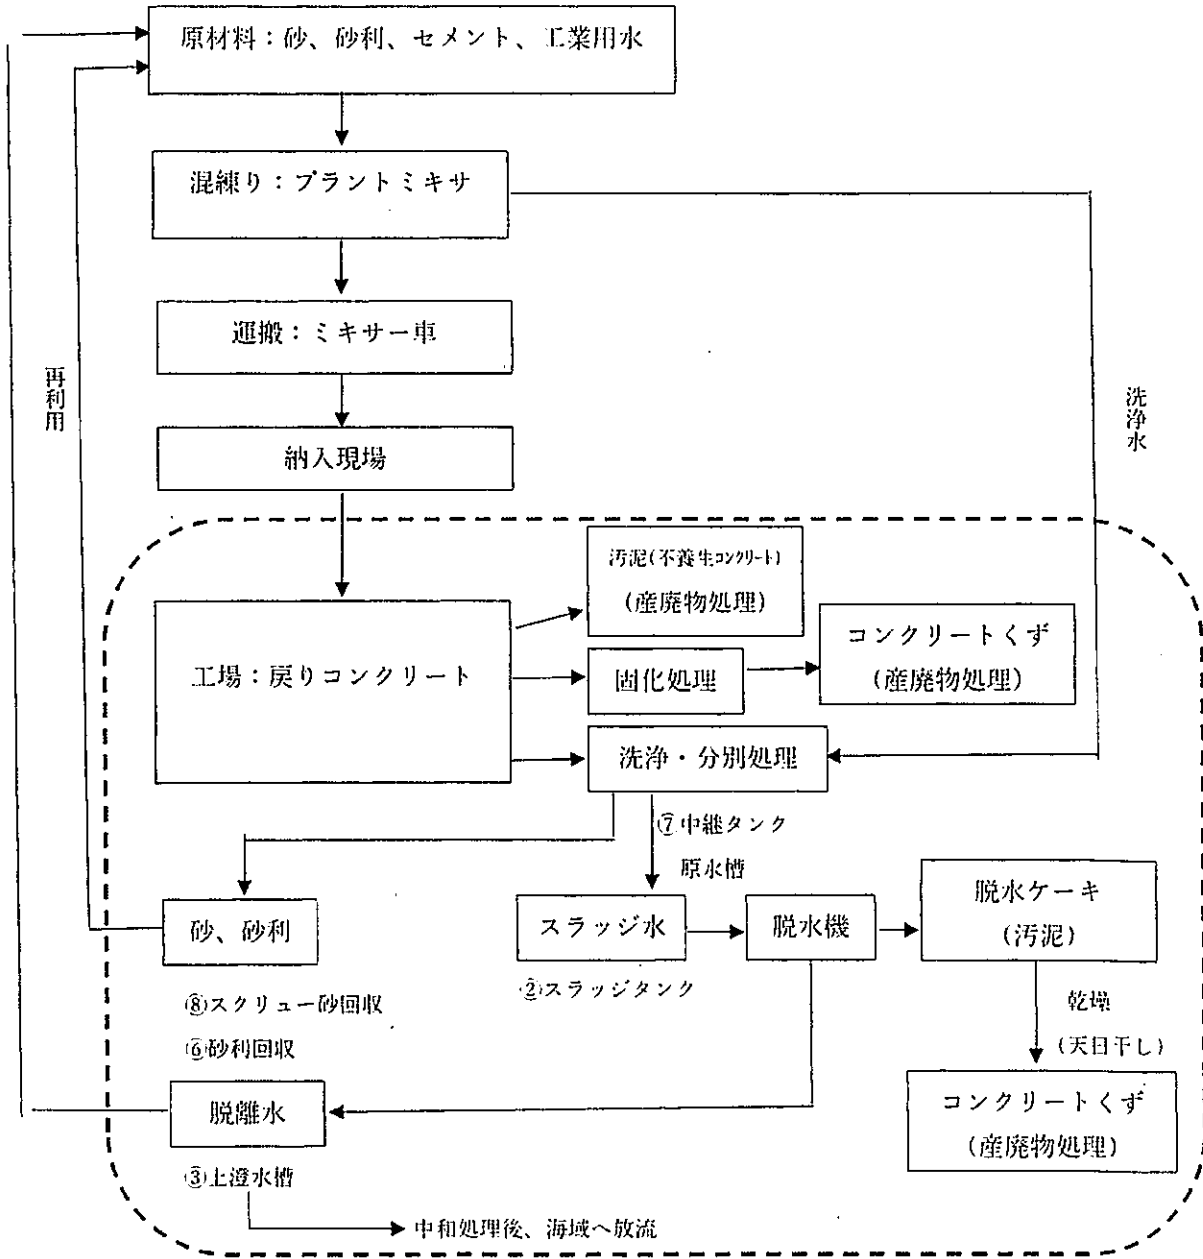 原材料：砂、砂利、セメント、工業用水
混練り：プラントミキサ
運搬：ミキサー車
再利用
洗浄水
納入現場
汚泥(不養生コンクリート)
(産廃物処理)
コンクリートくず
(産廃物処理)
工場：戻りコンクリート
固化処理
洗浄・分別処理
⑦中継タンク
原水槽
砂、砂利
スラッジ水
脱水機
脱水ケーキ
(汚泥)
②スラッジタンク
⑧スクリュー砂回収
⑥砂利回収
乾燥
(天日干し)
脱離水
コンクリートくず
(産廃物処理)
③上澄水槽
中和処理後、海域へ放流